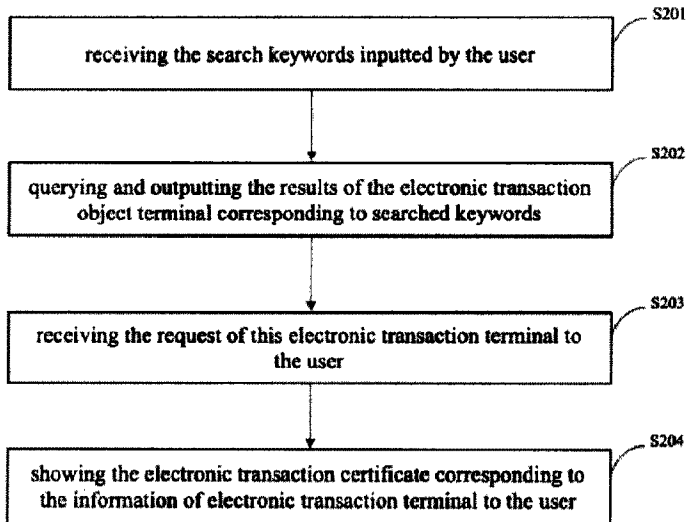 S201
receiving the search keywords inputted by the user
S202
querying and outputting the results of the electronic transaction
object terminal corresponding to searched keywords
S203
receiving the request of this electronic transaction terminal to
the user
S204
showing the electronic transaction certificate corresponding to
the information of electronic transaction terminal to the user